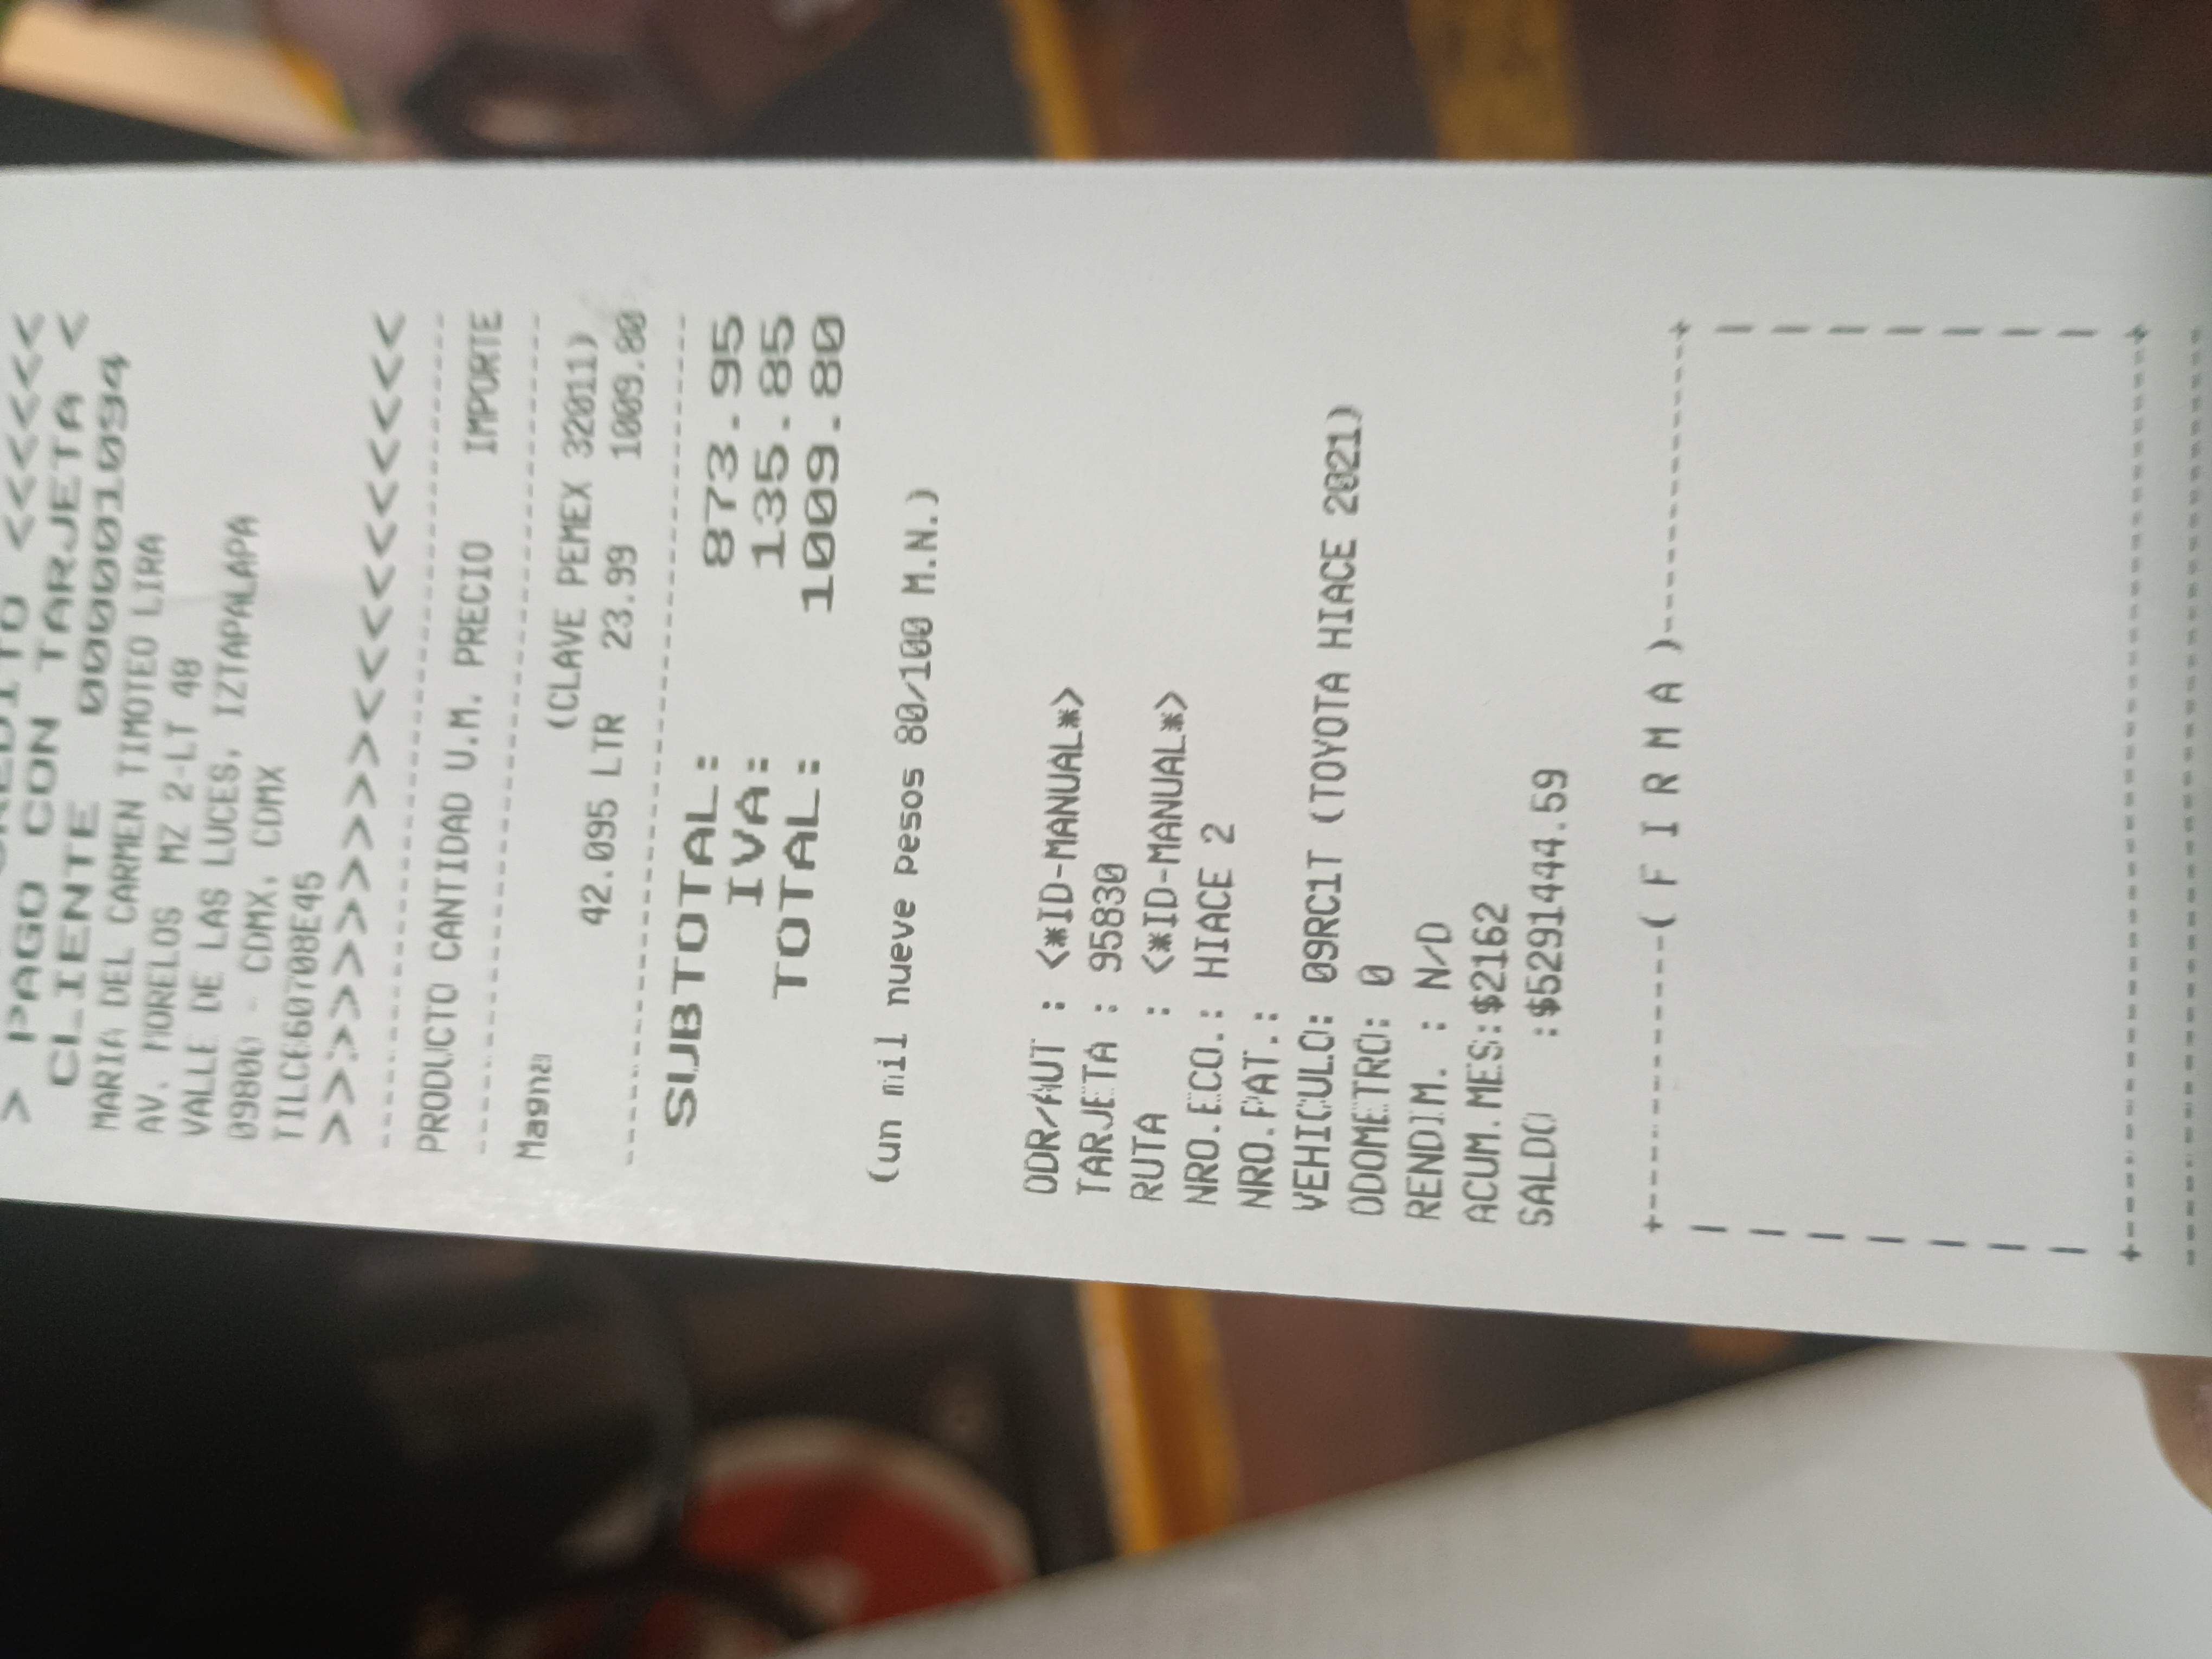 > PAGO CON TARJETA <
CLIENTE 000001094
MARIA DEL CARMEN TIMOTEO LIRA
AV. MORELOS MZ 2-LT 48
VALLE DE LAS LUCES, IZTAPALAPA
09800 - CDMX, CDMX
TILC660708E45
>>>>>>>>>><<<<<<<<<<
PRODUCTO CANTIDAD U.M. PRECIO IMPORTE
Magna (CLAVE PEMEX 32011)
42.095 LTR 23.99 1009.80
SUBTOTAL: 873.95
IVA: 135.85
TOTAL: 1009.80
(un mil nueve pesos 80/100 M.N.)
ODR/AUT : <*ID-MANUAL*>
TARJETA : 95830
RUTA : <*ID-MANUAL*>
NRO.ECO.: HIACE 2
NRO.PAT.:
VEHICULO: 09RC1T (TOYOTA HIACE 2021)
ODOMETRO: 0
RENDIM. : N/D
ACUM.MES:$2162
SALDO :$5291444.59
(F I R M A)